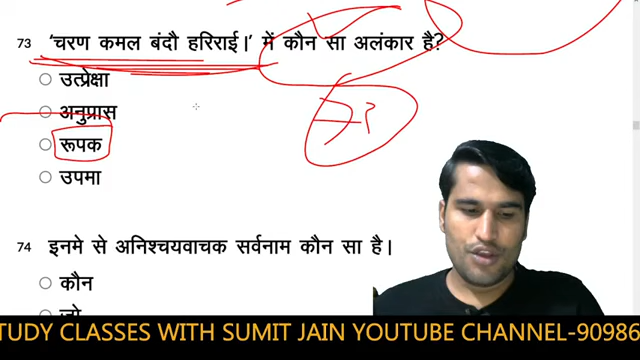 73 'चरण कमल बंदौ हरिराई।' में कौन सा अलंकार है?
उत्प्रेक्षा
अनुप्रास
रूपक
उपमा
74 इनमे से अनिश्चयवाचक सर्वनाम कौन सा है।
कौन
जो
TUDY CLASSES WITH SUMIT JAIN YOUTUBE CHANNEL-90986